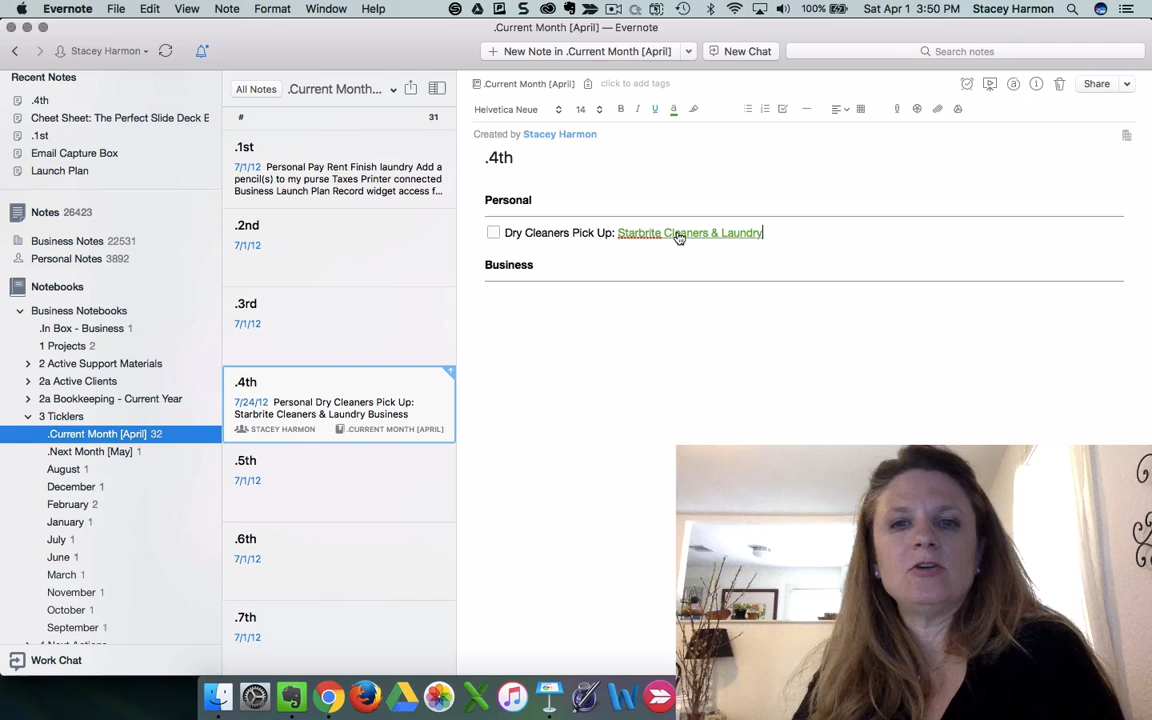 Evernote File Edit View Note Format Window Help 100% Sat Apr 1 3:50 PM Stacey Harmon
.Current Month [April] — Evernote
Stacey Harmon + New Note in .Current Month [April] New Chat Search notes
Recent Notes
.4th
Cheet Sheet: The Perfect Slide Deck E
.1st
Email Capture Box
Launch Plan
Notes 26423
Business Notes 22531
Personal Notes 3892
Notebooks
Business Notebooks
.In Box - Business 1
1 Projects 2
2 Active Support Materials
2a Active Clients
2a Bookkeeping - Current Year
3 Ticklers
.Current Month [April] 32
.Next Month [May] 1
August 1
December 1
February 2
January 1
July 1
June 1
March 1
November 1
October 1
September 1
Work Chat
All Notes .Current Month...
# 31
.1st
7/1/12 Personal Pay Rent Finish laundry Add a
pencil(s) to my purse Taxes Printer connected
Business Launch Plan Record widget access f...
.2nd
7/1/12
.3rd
7/1/12
.4th
7/24/12 Personal Dry Cleaners Pick Up:
Starbrite Cleaners & Laundry Business
STACEY HARMON .CURRENT MONTH [APRIL]
.5th
7/1/12
.6th
7/1/12
.7th
7/1/12
.Current Month [April] click to add tags Share
Helvetica Neue 14 B I U a
Created by Stacey Harmon
.4th
Personal
Dry Cleaners Pick Up: Starbrite Cleaners & Laundry
Business